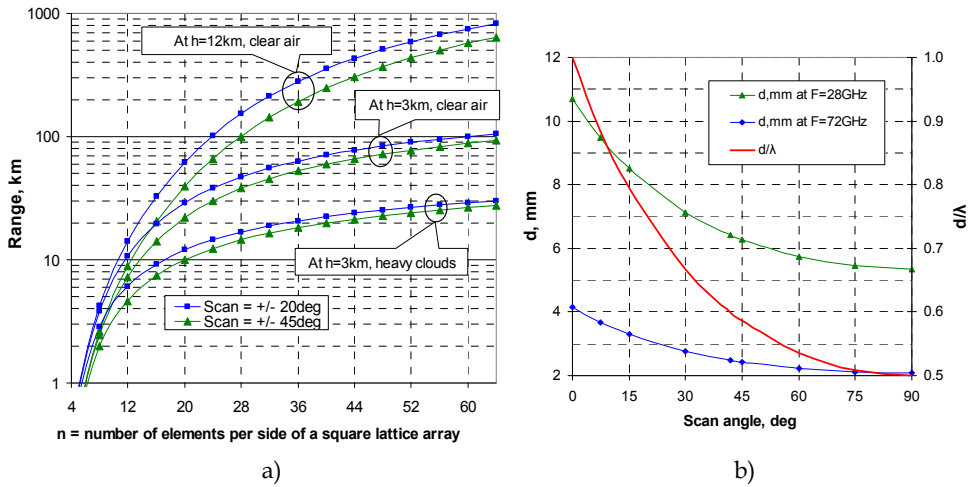 1000
100
10
1
Range, km
4
12
20
28
36
44
52
60
n = number of elements per side of a square lattice array
At h=12km, clear air
At h=3km, clear air
At h=3km, heavy clouds
Scan = +/- 20deg
Scan = +/- 45deg
a)
12
10
8
6
4
2
d, mm
0
15
30
45
60
75
90
Scan angle, deg
1.0
0.9
0.8
0.7
0.6
0.5
d/λ
d,mm at F=28GHz
d,mm at F=72GHz
d/λ
b)